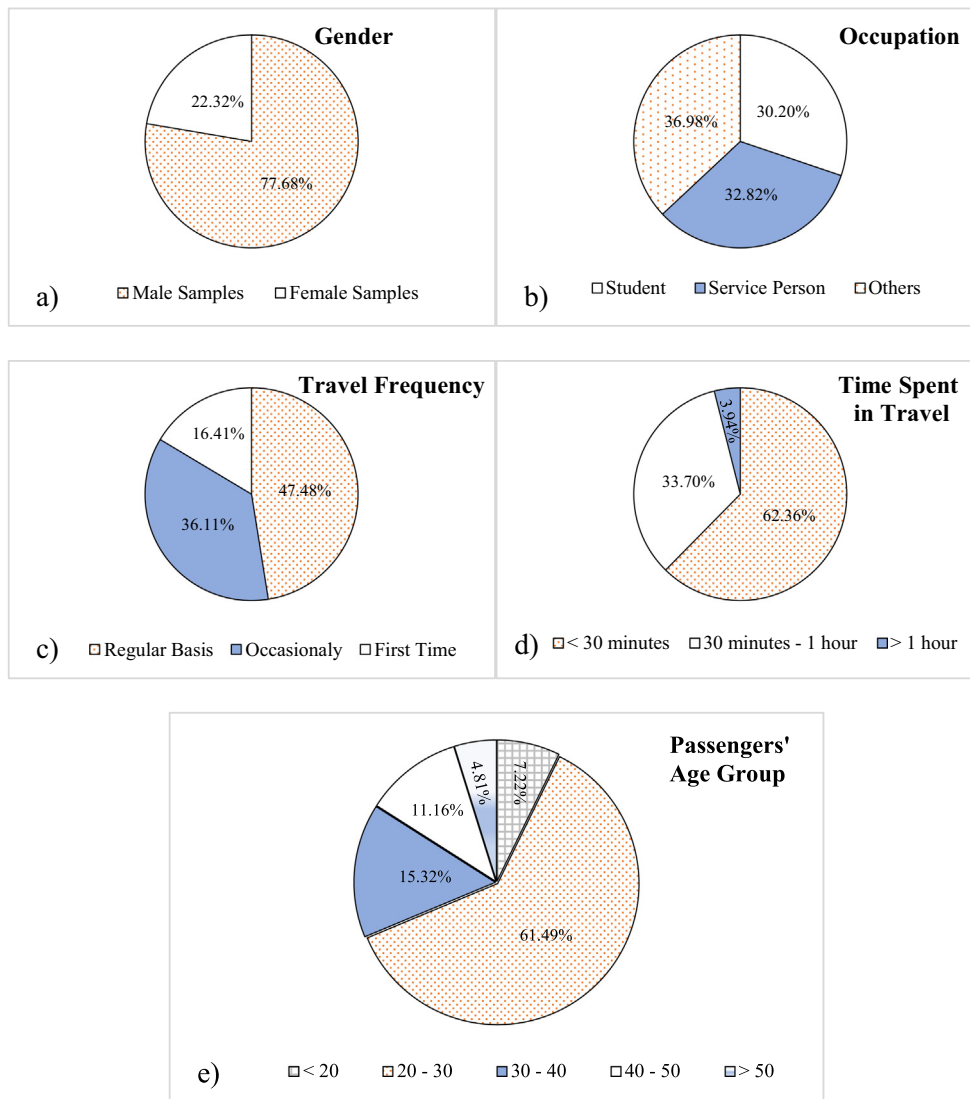 Gender
22.32%
77.68%
a) Male Samples Female Samples
Occupation
36.98% 30.20%
32.82%
b) Student Service Person Others
Travel Frequency
16.41%
47.48%
36.11%
c) Regular Basis Occasionaly First Time
Time Spent
in Travel
3.94%
33.70%
62.36%
d) < 30 minutes 30 minutes - 1 hour > 1 hour
Passengers'
Age Group
4.81% 7.22%
11.16%
15.32%
61.49%
e) < 20 20 - 30 30 - 40 40 - 50 > 50